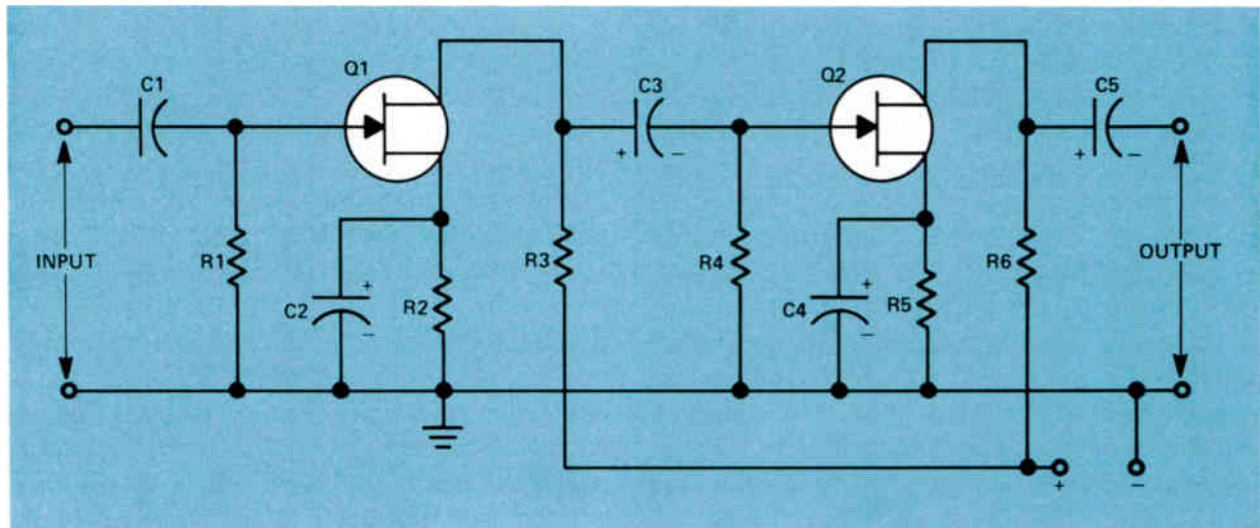 C1
Q1
C3
Q2
C5
+ −
+ −
INPUT
R1
C2
+
−
R2
R3
R4
C4
+
−
R5
R6
OUTPUT
+ −